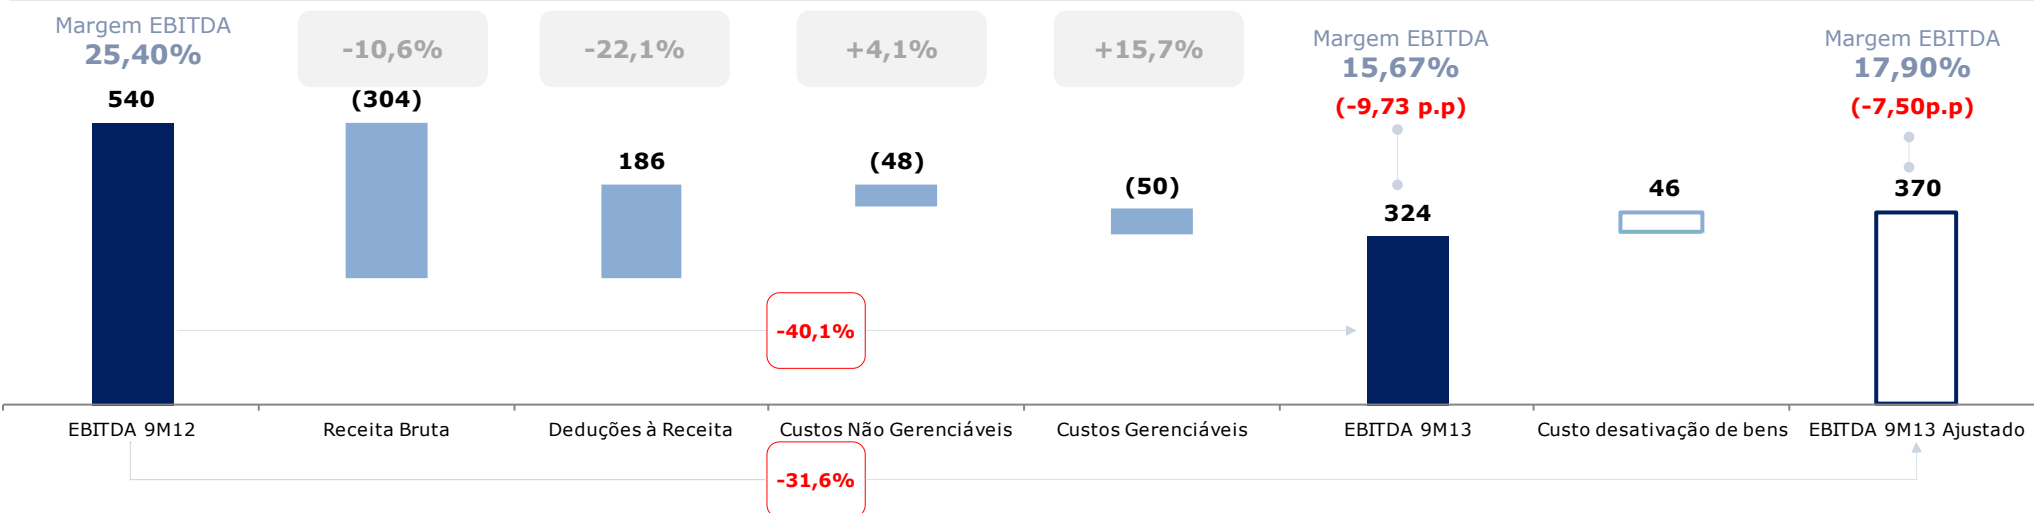 Margem EBITDA
25,40%
-10,6%
-22,1%
+4,1%
+15,7%
Margem EBITDA
15,67%
(-9,73 p.p)
Margem EBITDA
17,90%
(-7,50p.p)
540
(304)
186
(48)
(50)
324
46
370
-40,1%
EBITDA 9M12
Receita Bruta
Deduções à Receita
Custos Não Gerenciáveis
Custos Gerenciáveis
EBITDA 9M13
Custo desativação de bens
EBITDA 9M13 Ajustado
-31,6%